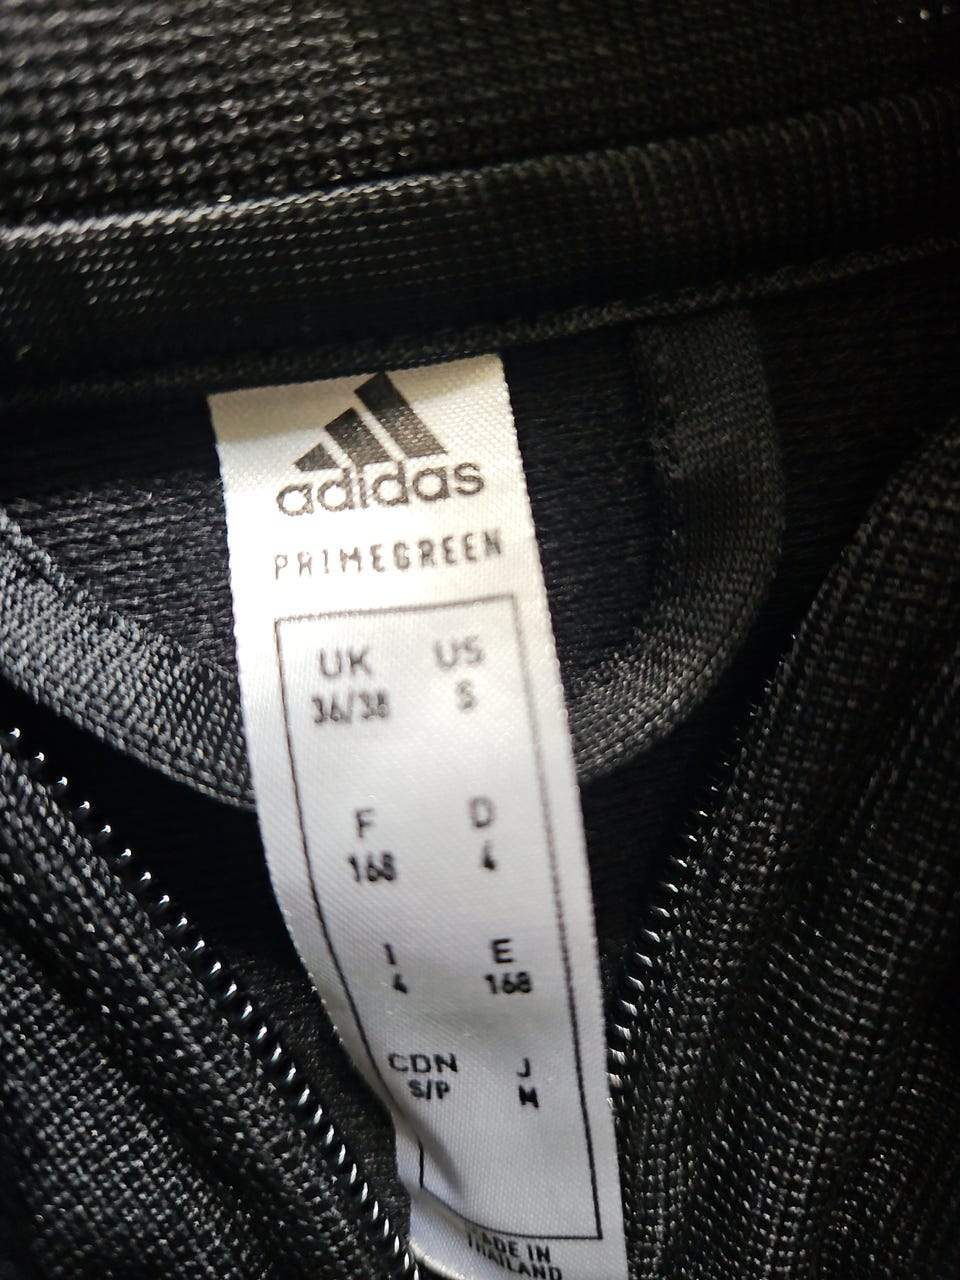 adidas
PRIMEGREEN
UK US
36/38 S
F D
168 4
I E
4 168
CDN J
S/P M
MADE IN
THAILAND